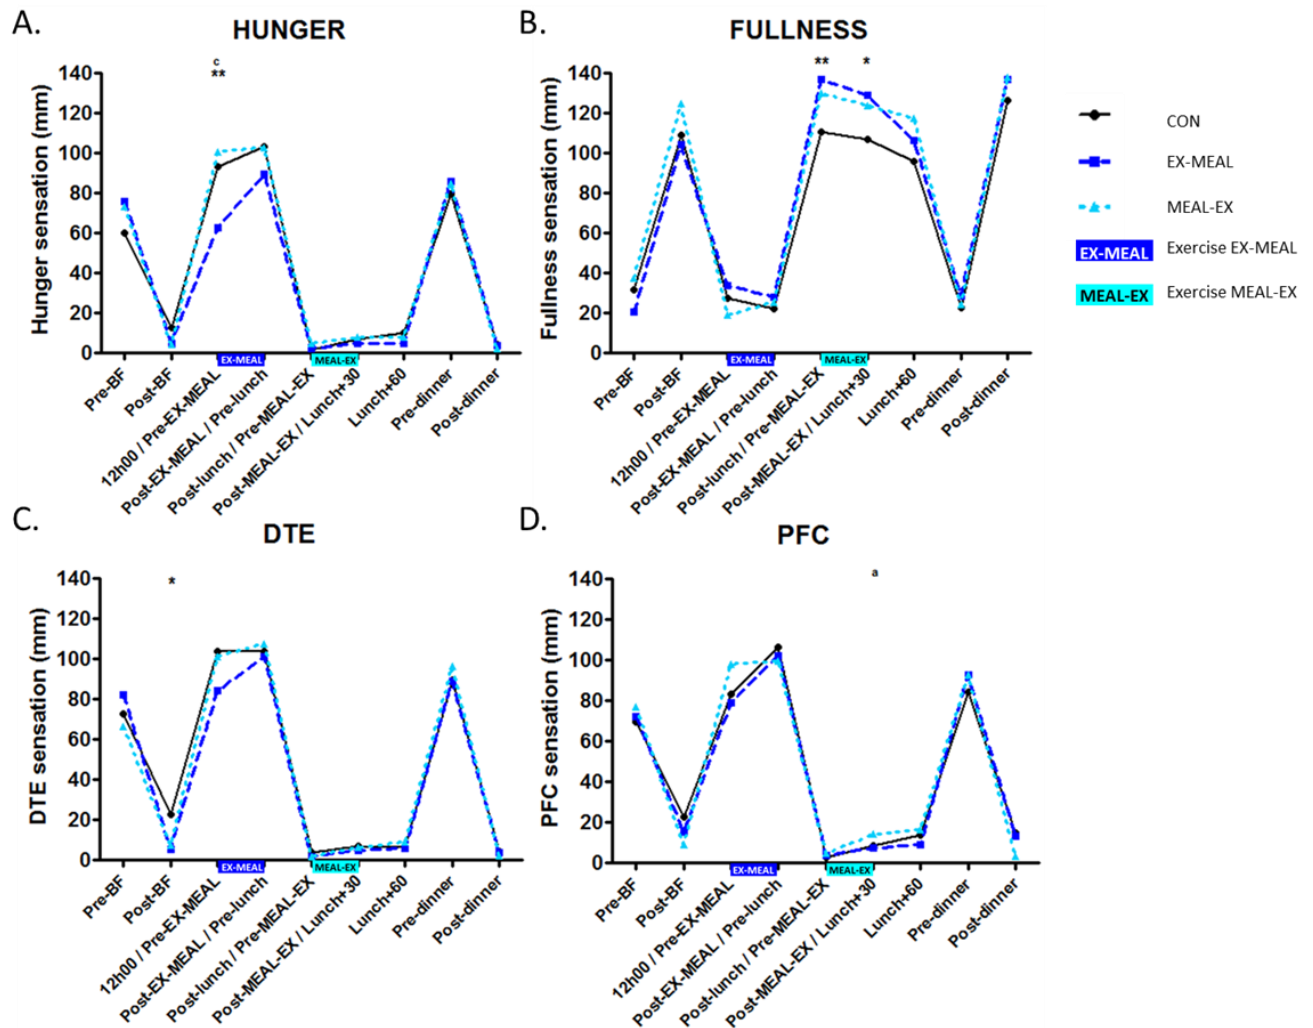 A.
HUNGER
c
**
Hunger sensation (mm)
140
120
100
80
60
40
20
0
EX-MEAL
MEAL-EX
Pre-BF
Post-BF
12h00 / Pre-EX-MEAL
Post-EX-MEAL / Pre-lunch
Post-lunch / Pre-MEAL-EX
Post-MEAL-EX / Lunch+30
Lunch+60
Pre-dinner
Post-dinner
B.
FULLNESS
** *
Fullness sensation (mm)
140
120
100
80
60
40
20
0
EX-MEAL
MEAL-EX
Pre-BF
Post-BF
12h00 / Pre-EX-MEAL
Post-EX-MEAL / Pre-lunch
Post-lunch / Pre-MEAL-EX
Post-MEAL-EX / Lunch+30
Lunch+60
Pre-dinner
Post-dinner
CON
EX-MEAL
MEAL-EX
EX-MEAL Exercise EX-MEAL
MEAL-EX Exercise MEAL-EX
C.
DTE
*
DTE sensation (mm)
140
120
100
80
60
40
20
0
EX-MEAL
MEAL-EX
Pre-BF
Post-BF
12h00 / Pre-EX-MEAL
Post-EX-MEAL / Pre-lunch
Post-lunch / Pre-MEAL-EX
Post-MEAL-EX / Lunch+30
Lunch+60
Pre-dinner
Post-dinner
D.
PFC
a
PFC sensation (mm)
140
120
100
80
60
40
20
0
EX-MEAL
MEAL-EX
Pre-BF
Post-BF
12h00 / Pre-EX-MEAL
Post-EX-MEAL / Pre-lunch
Post-lunch / Pre-MEAL-EX
Post-MEAL-EX / Lunch+30
Lunch+60
Pre-dinner
Post-dinner